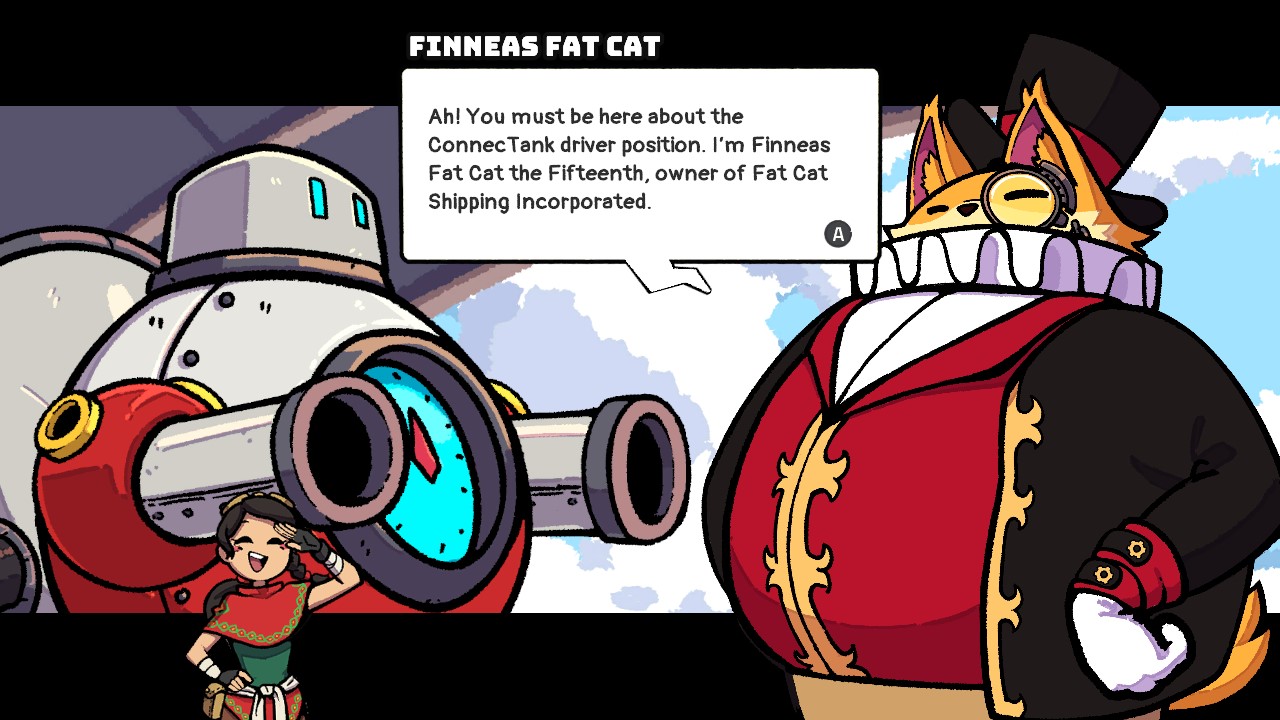 FINNEAS FAT CAT
Ah! You must be here about the
ConnecTank driver position. I'm Finneas
Fat Cat the Fifteenth, owner of Fat Cat
Shipping Incorporated.
A